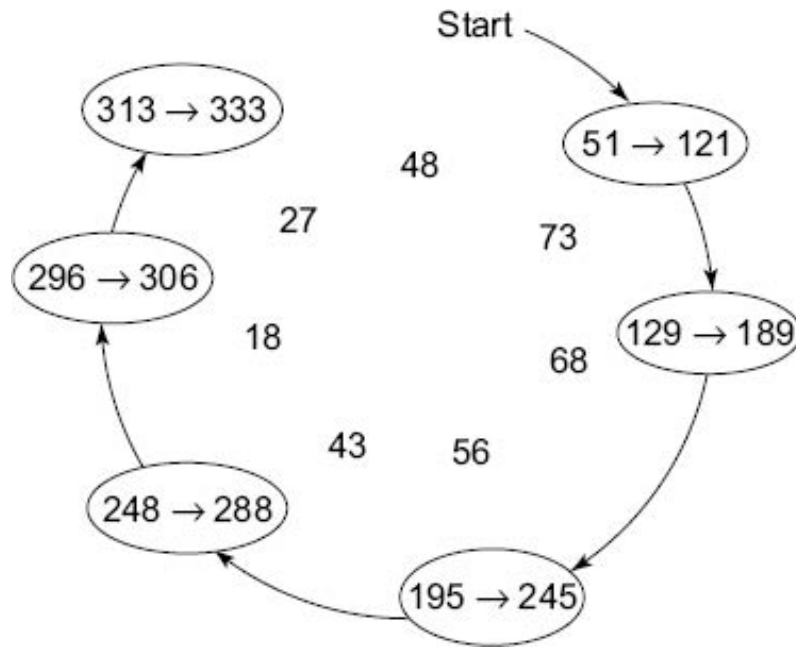 Start
313 → 333
51 → 121
48
27
73
296 → 306
129 → 189
18
68
43
56
248 → 288
195 → 245